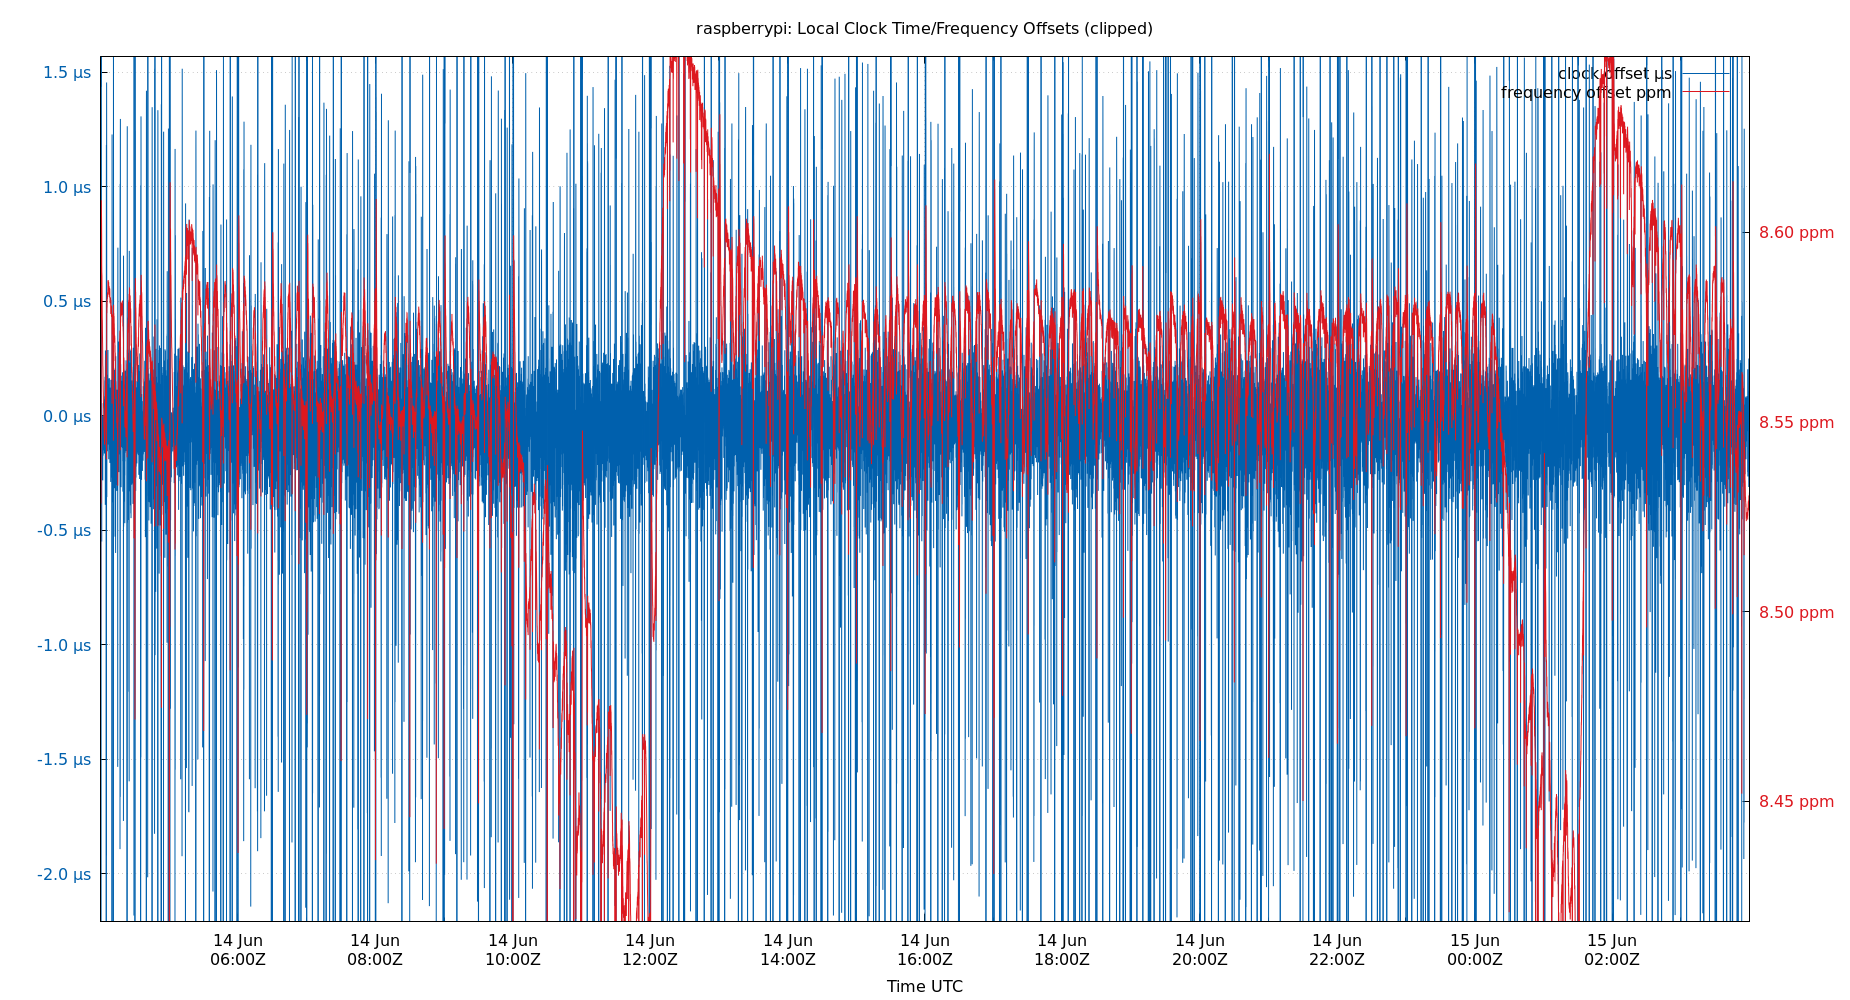 raspberrypi: Local Clock Time/Frequency Offsets (clipped)
clock offset µs
frequency offset ppm
1.5 µs
1.0 µs
0.5 µs
0.0 µs
-0.5 µs
-1.0 µs
-1.5 µs
-2.0 µs
8.60 ppm
8.55 ppm
8.50 ppm
8.45 ppm
14 Jun 14 Jun 14 Jun 14 Jun 14 Jun 14 Jun 14 Jun 14 Jun 14 Jun 15 Jun 15 Jun
06:00Z 08:00Z 10:00Z 12:00Z 14:00Z 16:00Z 18:00Z 20:00Z 22:00Z 00:00Z 02:00Z
Time UTC